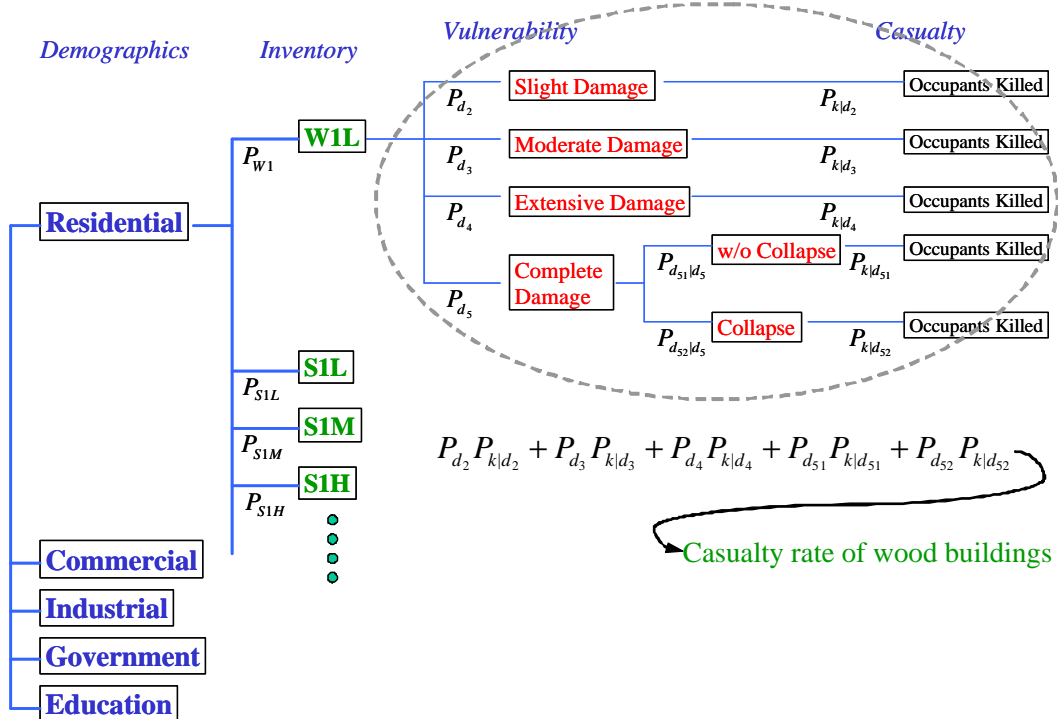 Demographics
Inventory
Vulnerability
Casualty
P_{d_2}
Slight Damage
P_{k|d_2}
Occupants Killed
P_{W1}
W1L
P_{d_3}
Moderate Damage
P_{k|d_3}
Occupants Killed
Residential
P_{d_4}
Extensive Damage
P_{k|d_4}
Occupants Killed
P_{d_5}
Complete
Damage
P_{d_{51}|d_5}
w/o Collapse
P_{k|d_{51}}
Occupants Killed
P_{d_{52}|d_5}
Collapse
P_{k|d_{52}}
Occupants Killed
P_{S1L}
S1L
P_{S1M}
S1M
P_{S1H}
S1H
P_{d_2}P_{k|d_2} + P_{d_3}P_{k|d_3} + P_{d_4}P_{k|d_4} + P_{d_{51}}P_{k|d_{51}} + P_{d_{52}}P_{k|d_{52}}
Casualty rate of wood buildings
Commercial
Industrial
Government
Education